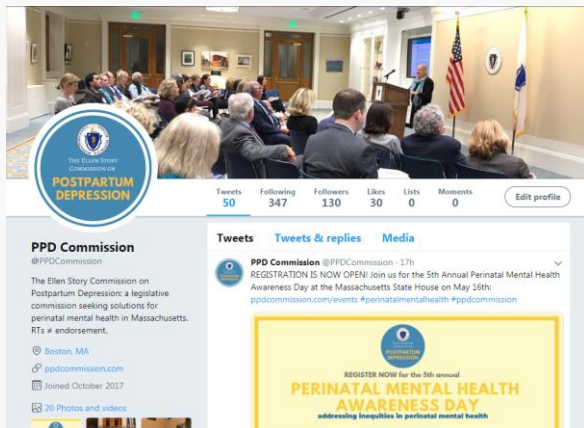 THE ELLEN STORY
COMMISSION ON
POSTPARTUM
DEPRESSION
Tweets Following Followers Likes Lists Moments
50 347 130 30 0 0
Edit profile
PPD Commission
@PPDCommission
The Ellen Story Commission on
Postpartum Depression: a legislative
commission seeking solutions for
perinatal mental health in Massachusetts.
RTs ≠ endorsement.
Boston, MA
ppdcommission.com
Joined October 2017
20 Photos and videos
Tweets Tweets & replies Media
PPD Commission @PPDCommission · 17h
REGISTRATION IS NOW OPEN! Join us for the 5th Annual Perinatal Mental Health
Awareness Day at the Massachusetts State House on May 16th:
ppdcommission.com/events #perinatalmentalhealth #ppdcommission
POSTPARTUM
DEPRESSION
REGISTER NOW for the 5th annual
PERINATAL MENTAL HEALTH
AWARENESS DAY
addressing inequities in perinatal mental health